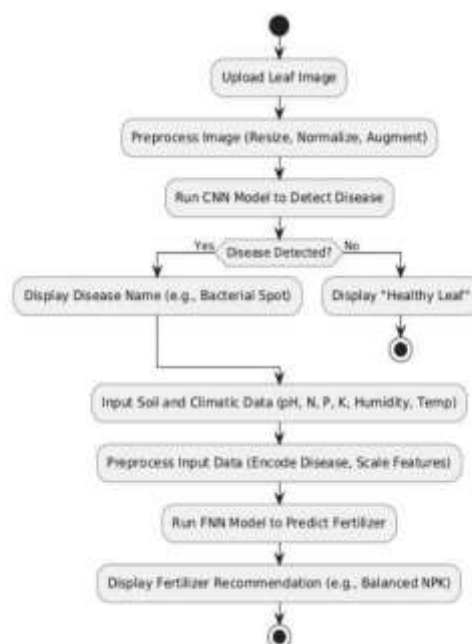 Upload Leaf Image
Preprocess Image (Resize, Normalize, Augment)
Run CNN Model to Detect Disease
Yes
Disease Detected?
No
Display Disease Name (e.g., Bacterial Spot)
Display "Healthy Leaf"
Input Soil and Climatic Data (pH, N, P, K, Humidity, Temp)
Preprocess Input Data (Encode Disease, Scale Features)
Run FNN Model to Predict Fertilizer
Display Fertilizer Recommendation (e.g., Balanced NPK)